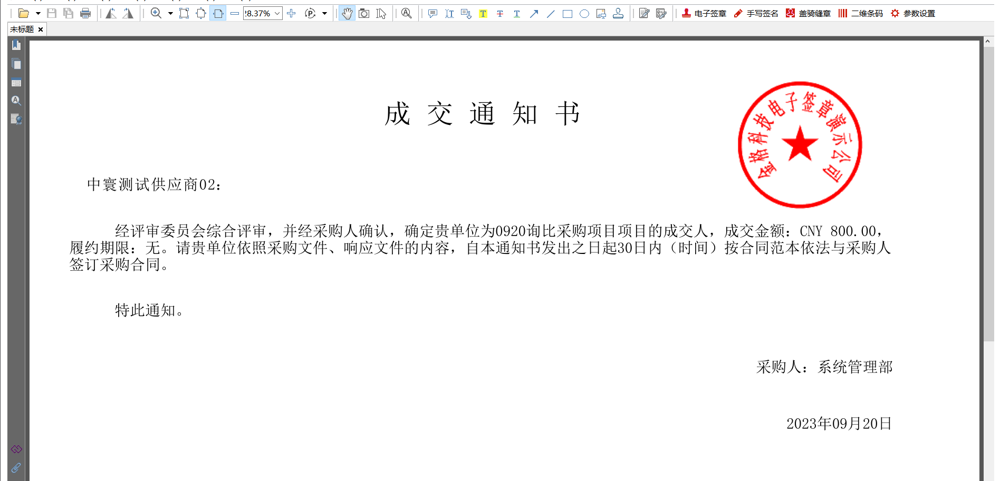 8.37%
电子签章 手写签名 盖骑缝章 二维条码 参数设置
未标题
成交通知书
金格科技电子签章演示公司
中寰测试供应商02：
经评审委员会综合评审，并经采购人确认，确定贵单位为0920询比采购项目项目的成交人，成交金额：CNY 800.00，
履约期限：无。请贵单位依照采购文件、响应文件的内容，自本通知书发出之日起30日内（时间）按合同范本依法与采购人
签订采购合同。
特此通知。
采购人：系统管理部
2023年09月20日